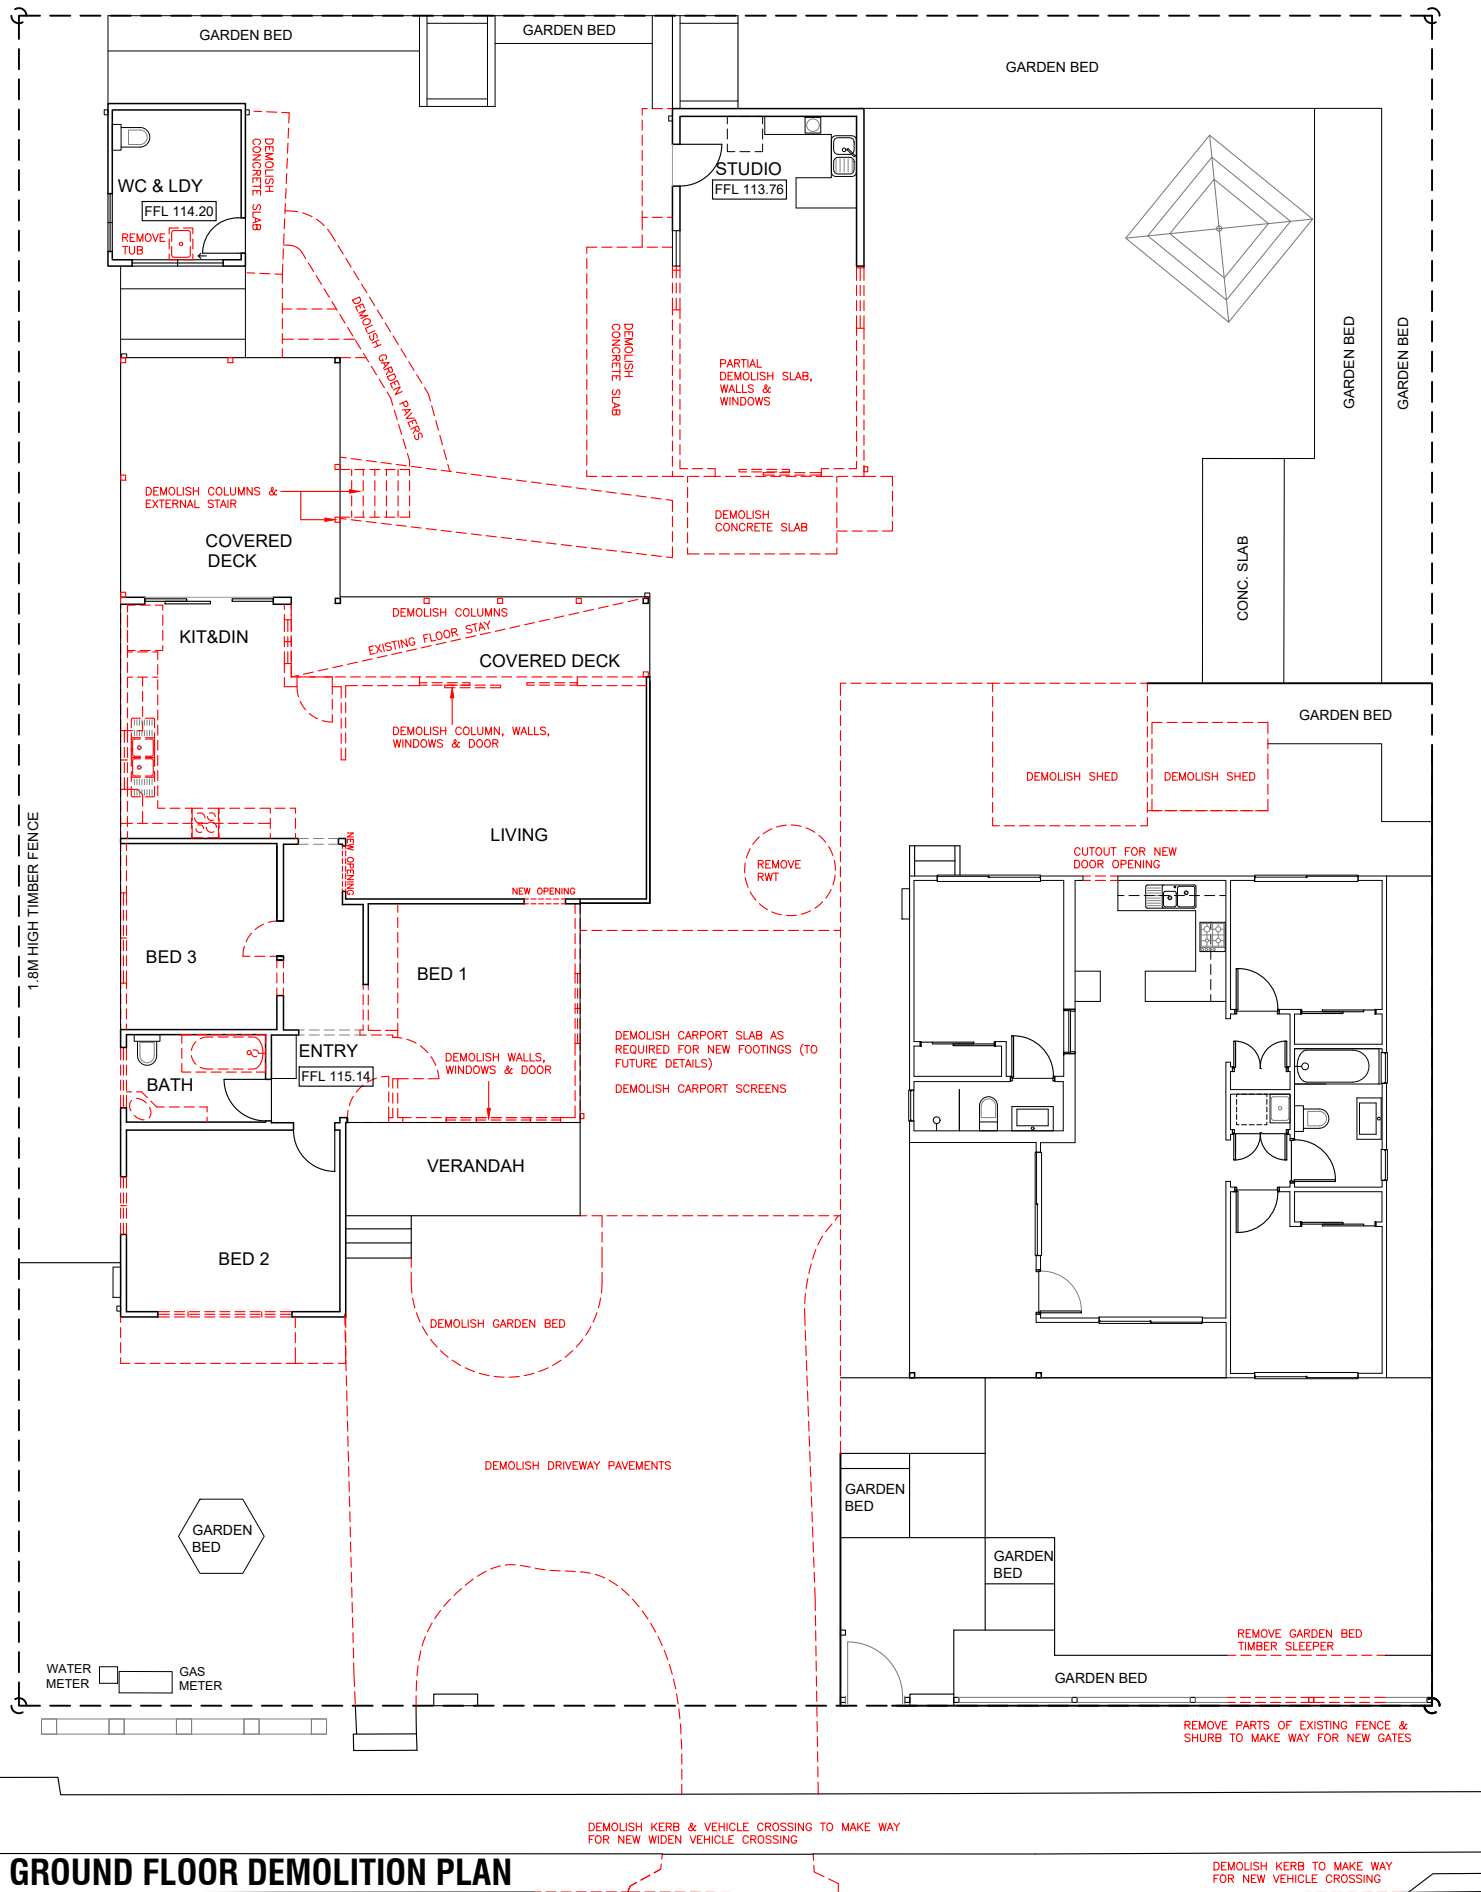 GARDEN BED
GARDEN BED
GARDEN BED
DEMOLISH
CONCRETE SLAB
WC & LDY
FFL 114.20
REMOVE
TUB
STUDIO
FFL 113.76
DEMOLISH GARDEN PAVERS
DEMOLISH
CONCRETE SLAB
PARTIAL
DEMOLISH SLAB,
WALLS &
WINDOWS
GARDEN BED
GARDEN BED
DEMOLISH COLUMNS &
EXTERNAL STAIR
DEMOLISH
CONCRETE SLAB
COVERED
DECK
CONC. SLAB
DEMOLISH COLUMNS
EXISTING FLOOR STAY
KIT&DIN
COVERED DECK
DEMOLISH COLUMN, WALLS,
WINDOWS & DOOR
GARDEN BED
DEMOLISH SHED
DEMOLISH SHED
1.8M HIGH TIMBER FENCE
LIVING
NEW OPENING
NEW OPENING
REMOVE
RWT
CUTOUT FOR NEW
DOOR OPENING
BED 3
BED 1
DEMOLISH CARPORT SLAB AS
REQUIRED FOR NEW FOOTINGS (TO
FUTURE DETAILS)
DEMOLISH CARPORT SCREENS
ENTRY
FFL 115.14
DEMOLISH WALLS,
WINDOWS & DOOR
BATH
VERANDAH
BED 2
DEMOLISH GARDEN BED
DEMOLISH DRIVEWAY PAVEMENTS
GARDEN
BED
GARDEN
BED
GARDEN
BED
REMOVE GARDEN BED
TIMBER SLEEPER
WATER
METER
GAS
METER
GARDEN BED
REMOVE PARTS OF EXISTING FENCE &
SHURB TO MAKE WAY FOR NEW GATES
DEMOLISH KERB & VEHICLE CROSSING TO MAKE WAY
FOR NEW WIDEN VEHICLE CROSSING
GROUND FLOOR DEMOLITION PLAN
DEMOLISH KERB TO MAKE WAY
FOR NEW VEHICLE CROSSING